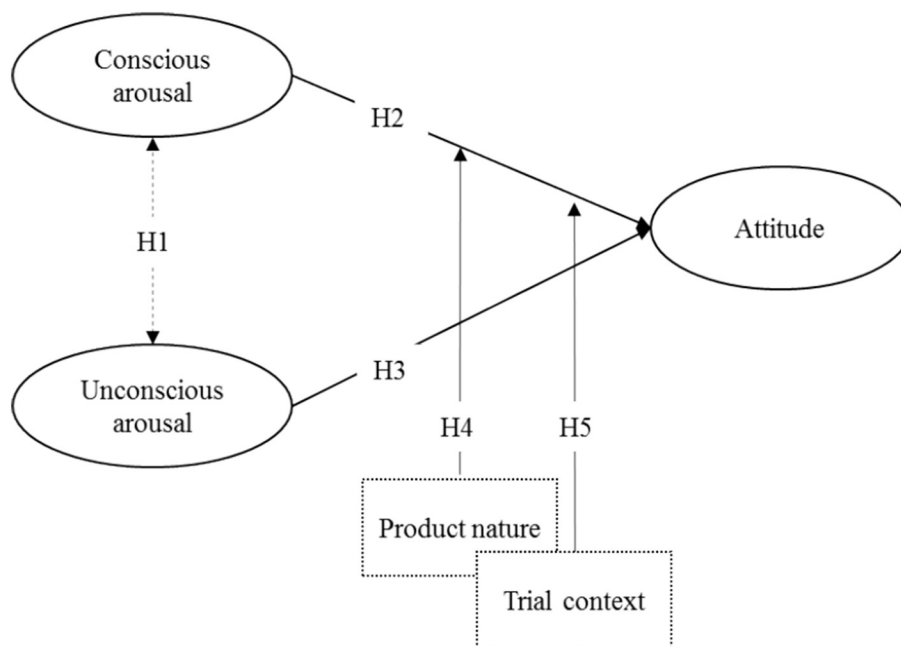 Conscious
arousal
H2
H1
Attitude
Unconscious
arousal
H3
H4
H5
Product nature
Trial context